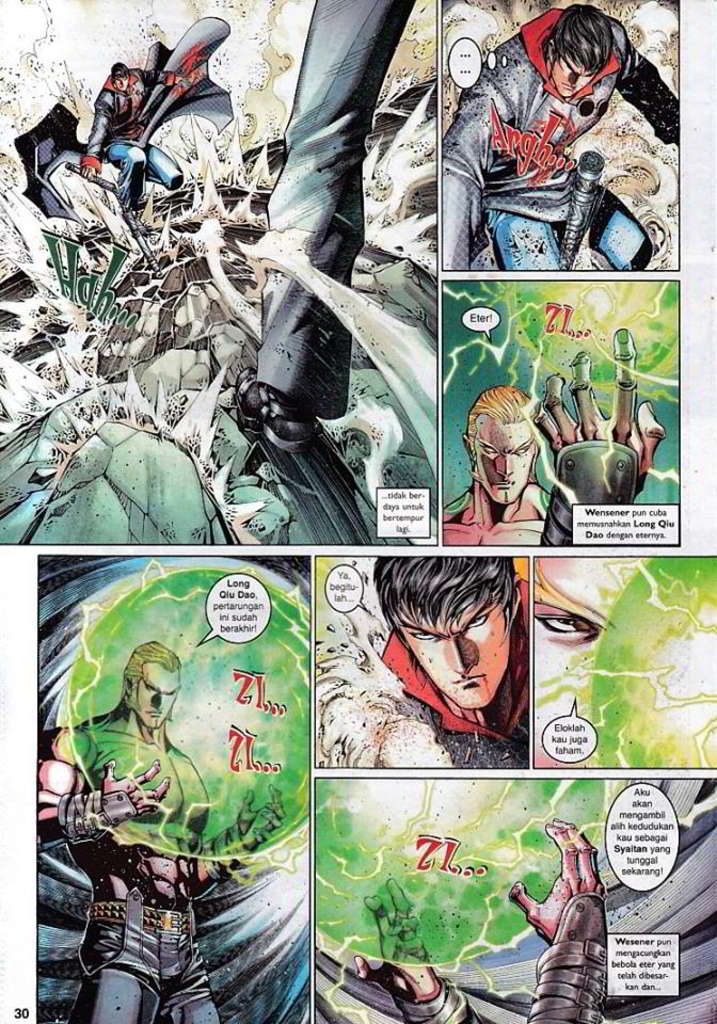 Hah...
...tidak ber-
daya untuk
bertempur
lagi.
...
...
Argh...
Eter!
ZI...
Wensener pun cuba
memusnahkan Long Qiu
Dao dengan eternya.
Long
Qiu Dao,
pertarungan
ini sudah
berakhir!
ZI...
ZI...
Ya,
begitu-
lah...
Eloklah
kau juga
faham.
ZI...
Aku
akan
mengambil
alih kedudukan
kau sebagai
Syaitan yang
tunggal
sekarang!
Wesener pun
mengacungkan
bebola eter yang
telah dibesar-
kan dan...
30